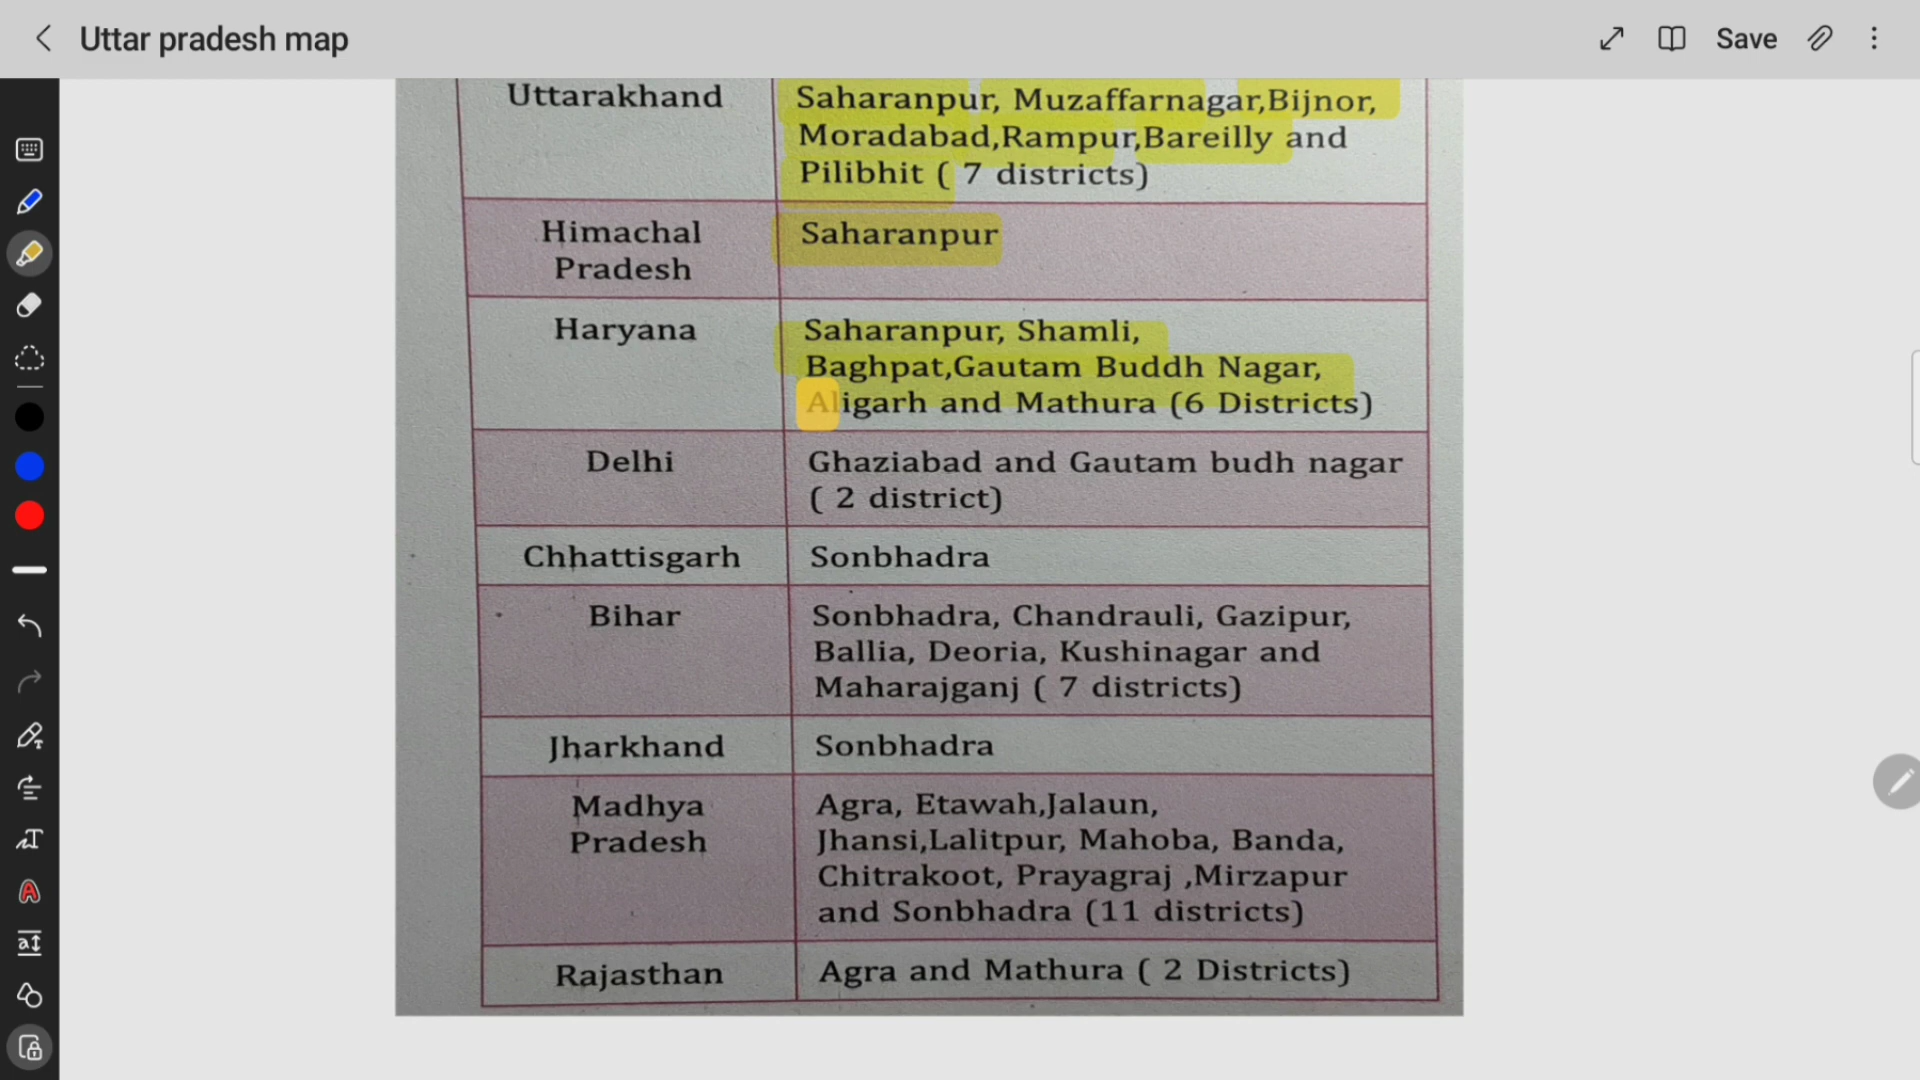 Uttar pradesh map
Save
Uttarakhand
Saharanpur, Muzaffarnagar,Bijnor,
Moradabad,Rampur,Bareilly and
Pilibhit ( 7 districts)
Himachal
Pradesh
Saharanpur
Haryana
Saharanpur, Shamli,
Baghpat,Gautam Buddh Nagar,
Aligarh and Mathura (6 Districts)
Delhi
Ghaziabad and Gautam budh nagar
( 2 district)
Chhattisgarh
Sonbhadra
Bihar
Sonbhadra, Chandrauli, Gazipur,
Ballia, Deoria, Kushinagar and
Maharajganj ( 7 districts)
Jharkhand
Sonbhadra
Madhya
Pradesh
Agra, Etawah,Jalaun,
Jhansi,Lalitpur, Mahoba, Banda,
Chitrakoot, Prayagraj ,Mirzapur
and Sonbhadra (11 districts)
Rajasthan
Agra and Mathura ( 2 Districts)